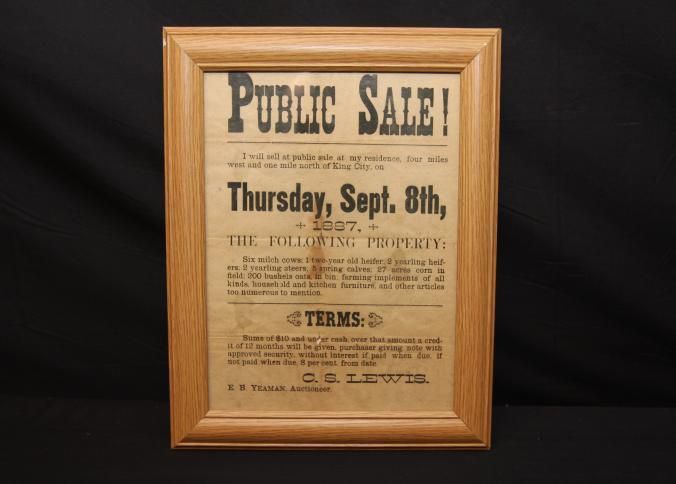 PUBLIC SALE!
I will sell at public sale at my residence, four miles
west and one mile north of King City, on
Thursday, Sept. 8th,
1887,
THE FOLLOWING PROPERTY:
Six milch cows; 1 two-year old heifer; 2 yearling heif-
ers; 2 yearling steers; 5 spring calves; 27 acres corn in
field; 200 bushels oats, in bin; farming implements of all
kinds, household and kitchen furniture, and other articles
too numerous to mention.
TERMS:
Sums of $10 and under cash, over that amount a cred-
it of 12 months will be given, purchaser giving note with
approved security, without interest if paid when due, if
not paid when due, 8 per cent. from date.
C. S. LEWIS.
E. B. YEAMAN, Auctioneer.